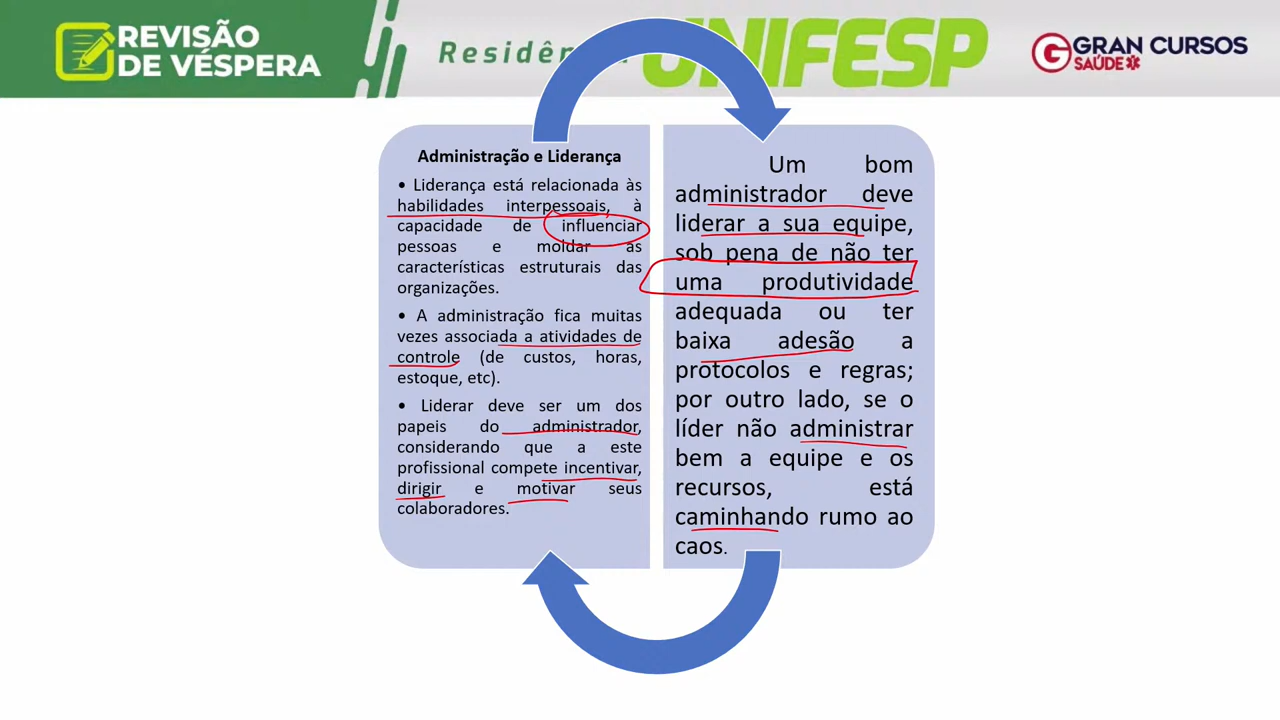 REVISÃO
DE VÉSPERA
UNIFESP
GRAN CURSOS
SAÚDE
Administração e Liderança
• Liderança está relacionada às
habilidades interpessoais, à
capacidade de influenciar
pessoas e moldar as
características estruturais das
organizações.
• A administração fica muitas
vezes associada a atividades de
controle (de custos, horas,
estoque, etc).
• Liderar deve ser um dos
papeis do administrador,
considerando que a este
profissional compete incentivar,
dirigir e motivar seus
colaboradores.
Um bom
administrador deve
liderar a sua equipe,
sob pena de não ter
uma produtividade
adequada ou ter
baixa adesão a
protocolos e regras;
por outro lado, se o
líder não administrar
bem a equipe e os
recursos, está
caminhando rumo ao
caos.